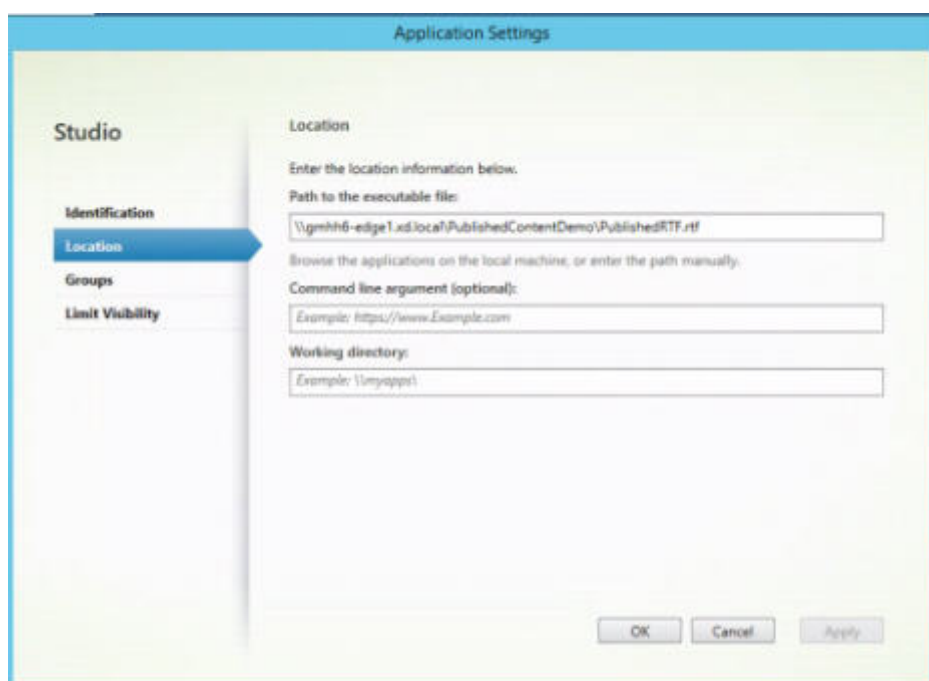 Application Settings
Studio
Identification
Location
Groups
Limit Visibility
Location
Enter the location information below.
Path to the executable file:
\\gmhh6-edge1.xd.local\PublishedContentDemo\PublishedRTF.rtf
Browse the applications on the local machine, or enter the path manually.
Command line argument (optional):
Example: https://www.Example.com
Working directory:
Example: \\myapps\
OK
Cancel
Apply